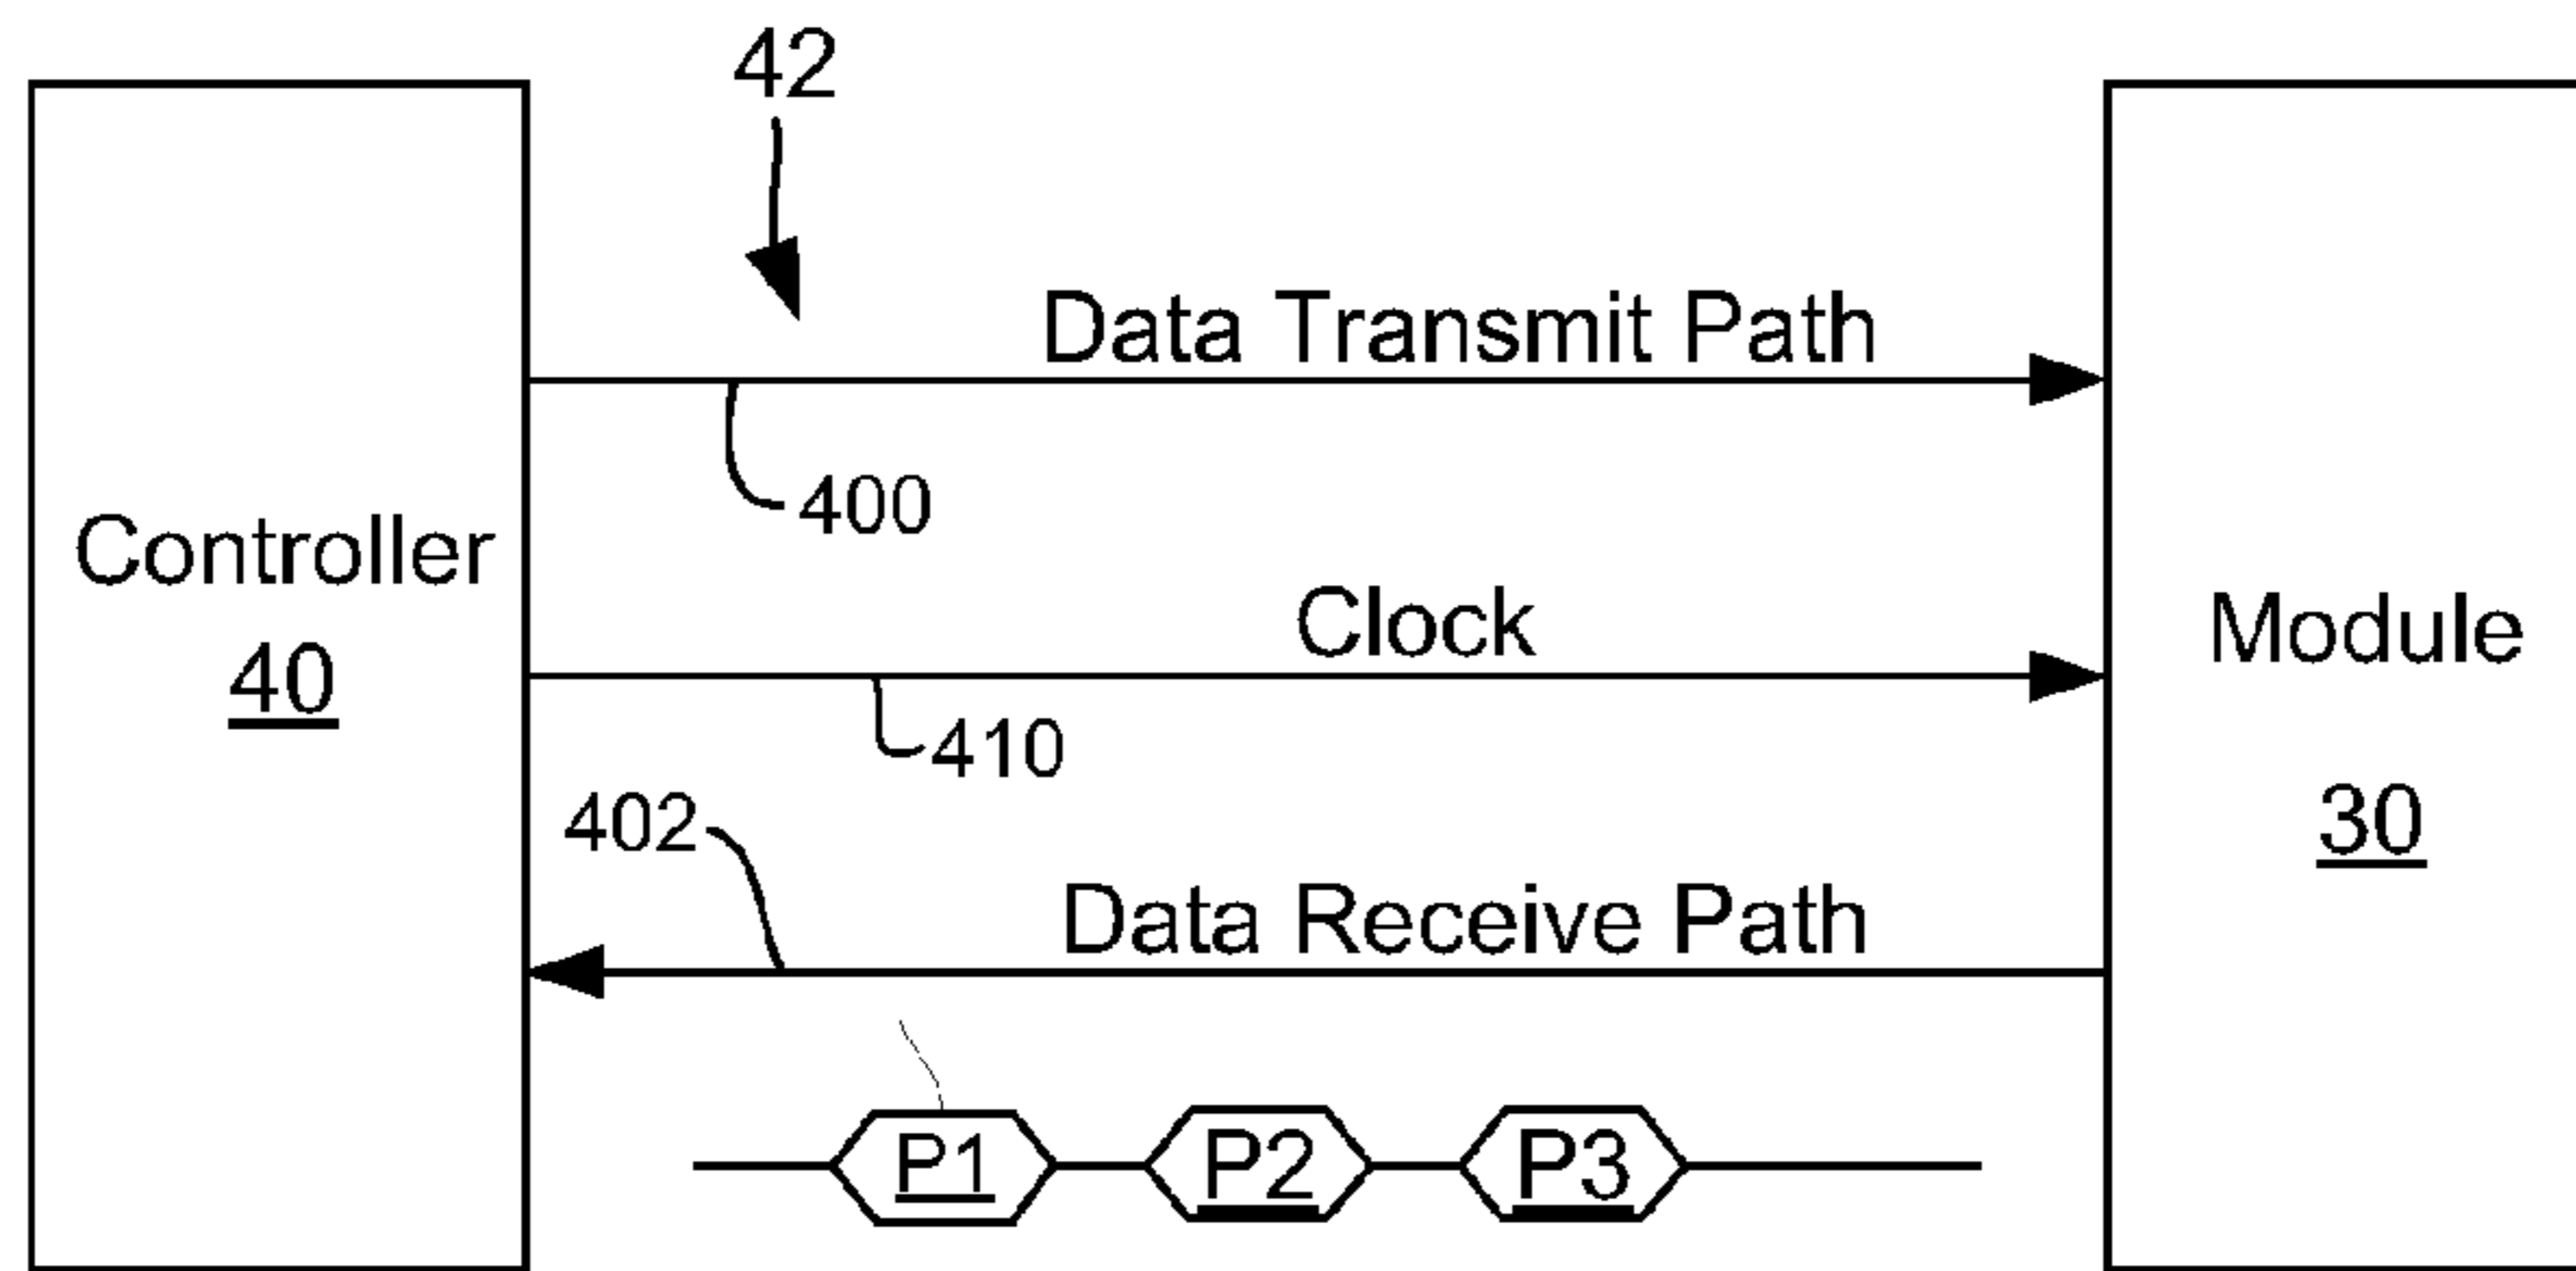 42
Data Transmit Path
400
Controller
40
Clock
410
Module
30
402
Data Receive Path
P1 P2 P3